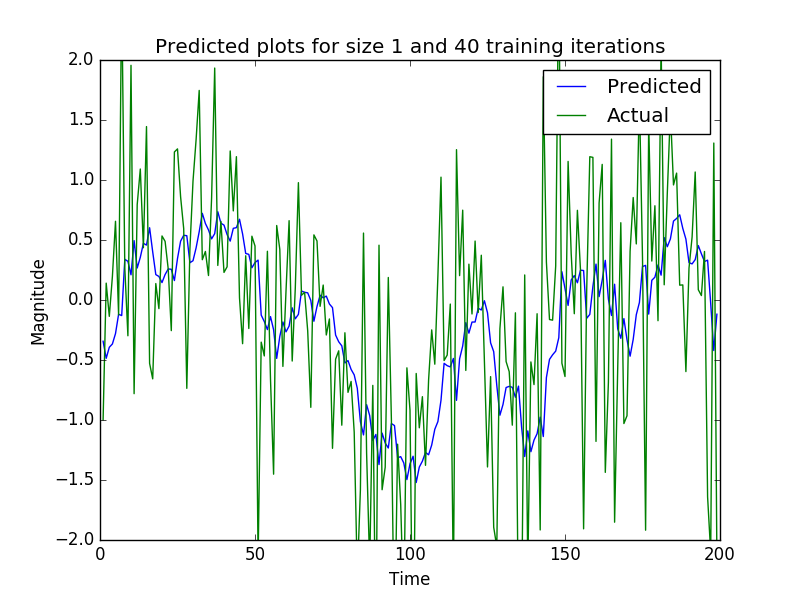 Predicted plots for size 1 and 40 training iterations
Predicted
Actual
Magnitude
2.0
1.5
1.0
0.5
0.0
−0.5
−1.0
−1.5
−2.0
0 50 100 150 200
Time